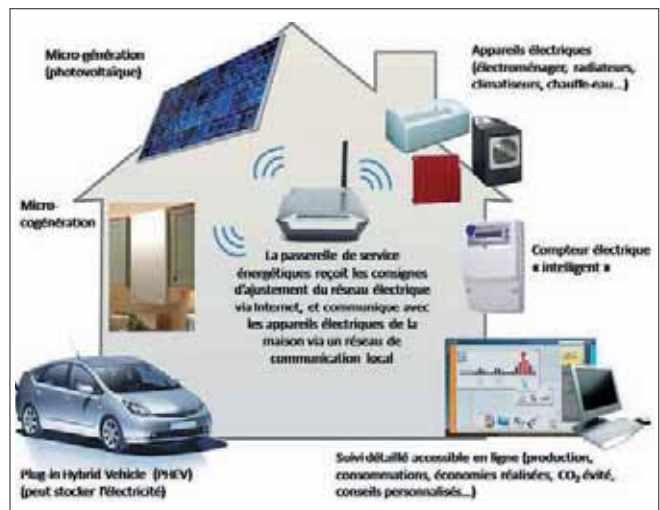 Micro-génération
(photovoltaïque)
Appareils électriques
(électroménager, radiateurs,
climatiseurs, chauffe-eau...)
Micro-
cogénération
La passerelle de service
énergétiques reçoit les consignes
d'ajustement du réseau électrique
via Internet, et communique avec
les appareils électriques de la
maison via un réseau de
communication local
Compteur électrique
« intelligent »
Plug-in Hybrid Vehicle (PHEV)
(peut stocker l'électricité)
Suivi détaillé accessible en ligne (production,
consommations, économies réalisées, CO₂ évité,
conseils personnalisés...)